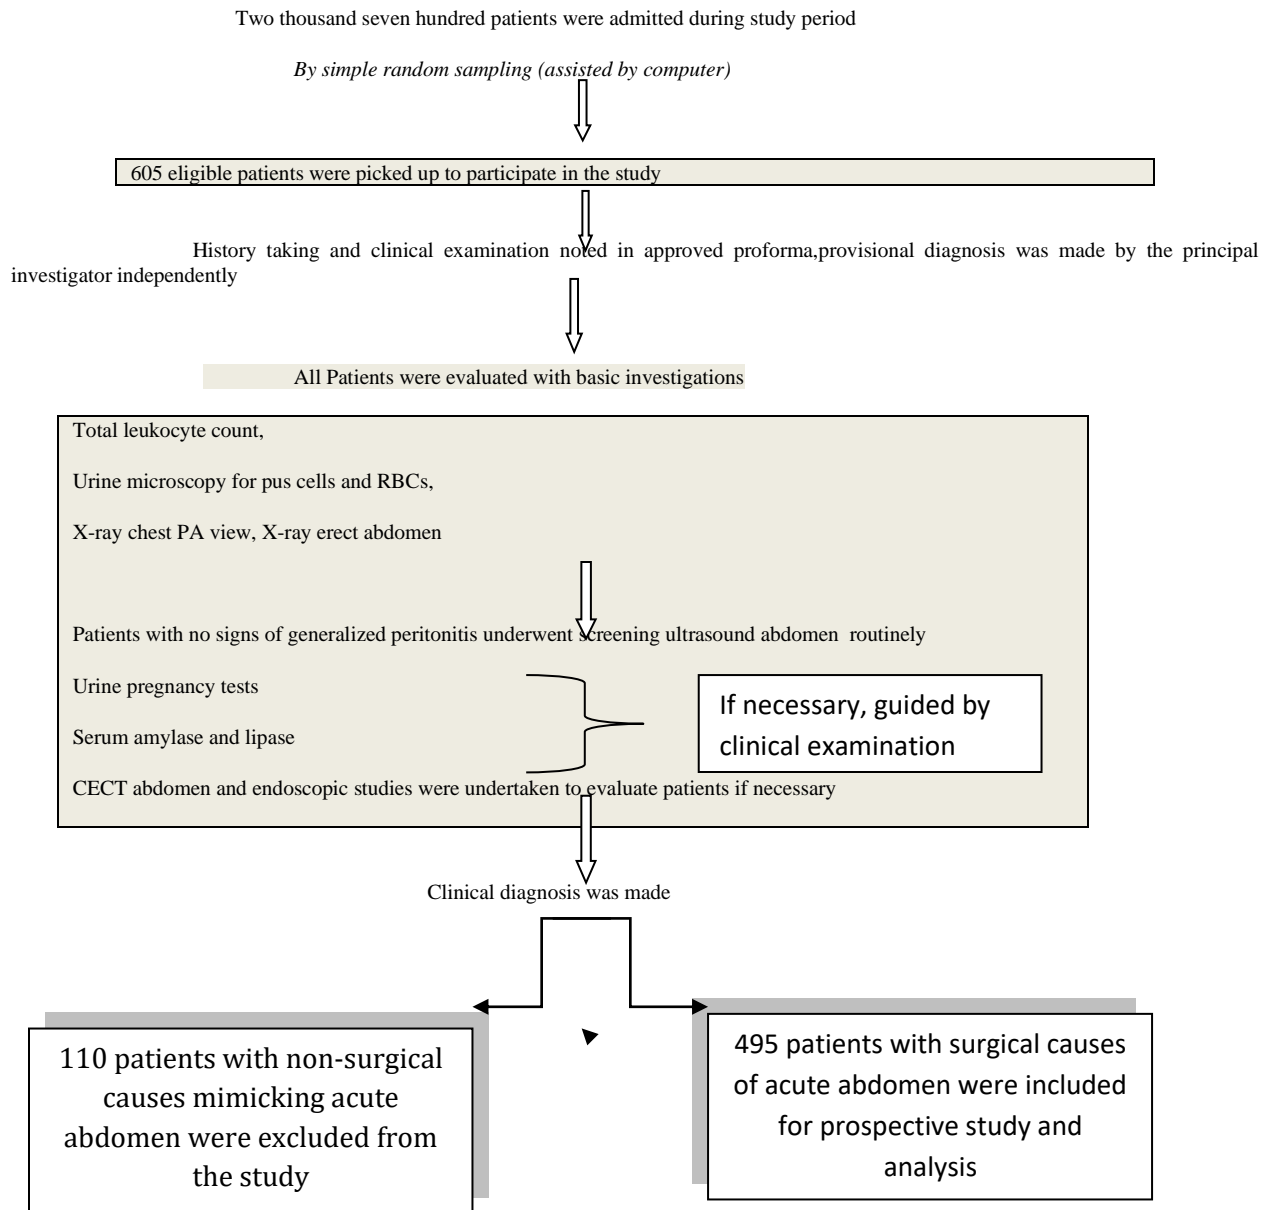 Two thousand seven hundred patients were admitted during study period
By simple random sampling (assisted by computer)
605 eligible patients were picked up to participate in the study
History taking and clinical examination noted in approved proforma,provisional diagnosis was made by the principal
investigator independently
All Patients were evaluated with basic investigations
Total leukocyte count,
Urine microscopy for pus cells and RBCs,
X-ray chest PA view, X-ray erect abdomen
Patients with no signs of generalized peritonitis underwent screening ultrasound abdomen routinely
Urine pregnancy tests
Serum amylase and lipase
If necessary, guided by
clinical examination
CECT abdomen and endoscopic studies were undertaken to evaluate patients if necessary
Clinical diagnosis was made
110 patients with non-surgical
causes mimicking acute
abdomen were excluded from
the study
495 patients with surgical causes
of acute abdomen were included
for prospective study and
analysis